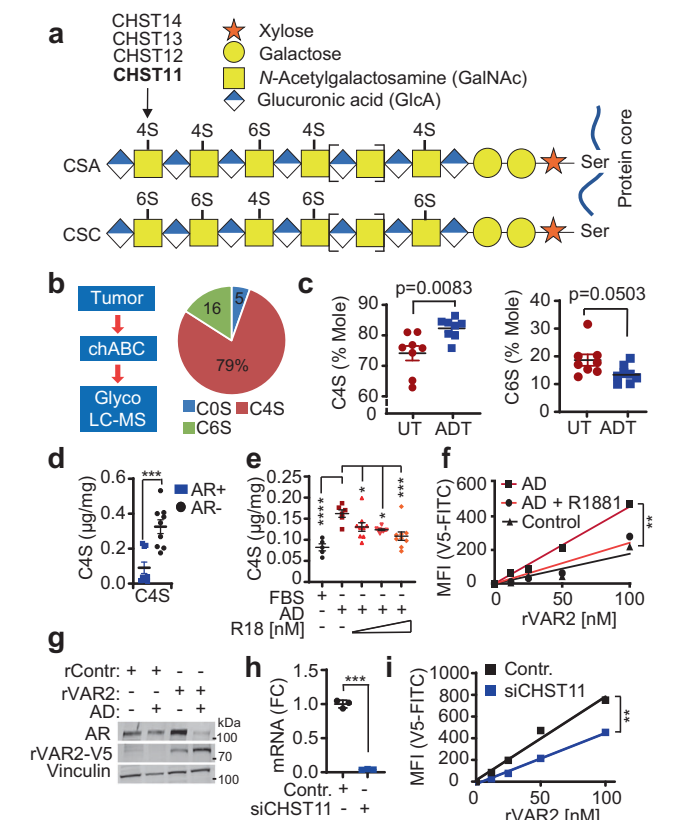 a
CHST14
CHST13
CHST12
CHST11
Xylose
Galactose
N-Acetylgalactosamine (GalNAc)
Glucuronic acid (GlcA)
4S 4S 6S 4S 4S
CSA
Ser
Protein core
6S 6S 4S 6S 6S
CSC
Ser
b
Tumor
chABC
Glyco
LC-MS
16
5
79%
C0S C4S
C6S
c
p=0.0083
C4S (% Mole)
90
80
70
60
0
UT ADT
p=0.0503
C6S (% Mole)
40
30
20
10
0
UT ADT
d
***
C4S (µg/mg)
0.6
0.4
0.2
0.0
C4S
AR+
AR-
e
C4S (µg/mg)
0.25
0.20
0.15
0.10
0.05
0
****
*
*
***
FBS + - - - -
AD - + + + +
R18 [nM] - -
f
MFI (V5-FITC)
600
400
200
0
AD
AD + R1881
Control
**
0 50 100
rVAR2 [nM]
g
rContr: + + - -
rVAR2: - - + +
AD: - + - +
kDa
AR
100
rVAR2-V5
70
Vinculin
100
h
mRNA (FC)
1.5
1.0
0.5
0.0
***
Contr. + -
siCHST11 - +
i
MFI (V5-FITC)
1000
800
600
400
200
0
Contr.
siCHST11
**
0 50 100
rVAR2 [nM]